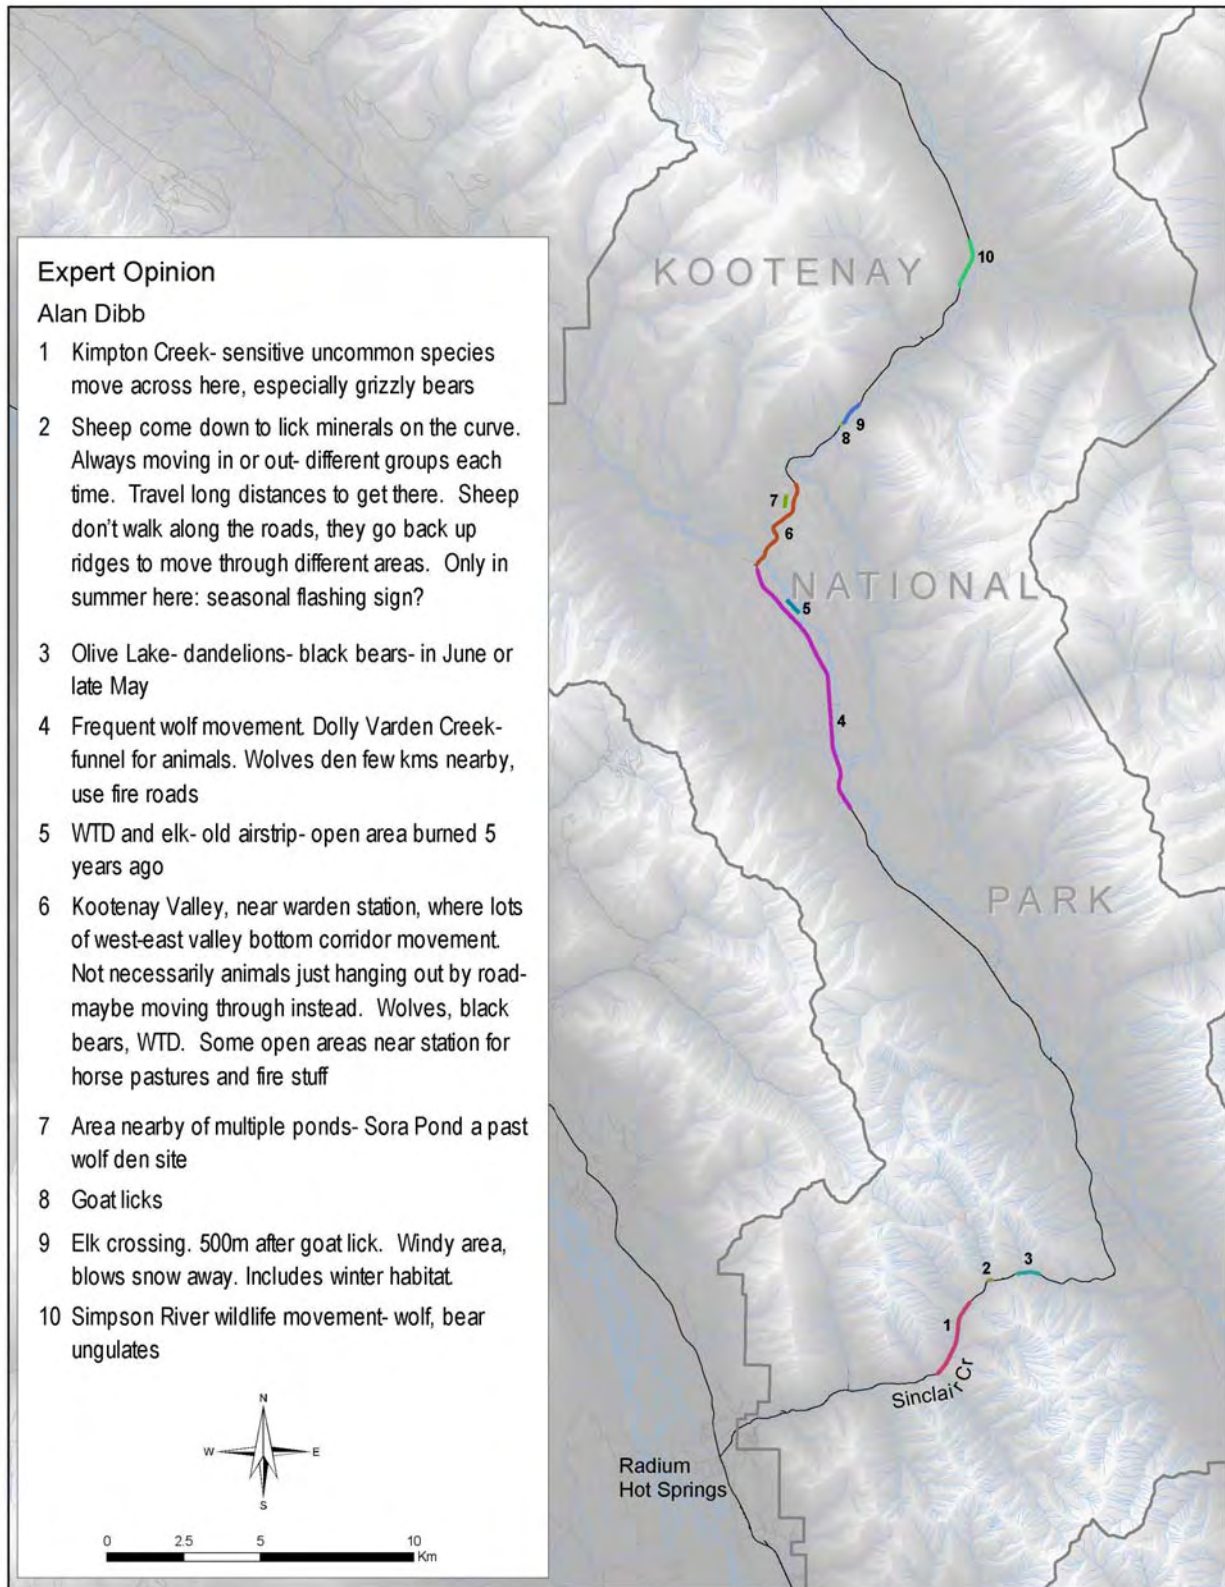 Expert Opinion
Alan Dibb
1 Kimpton Creek- sensitive uncommon species
move across here, especially grizzly bears
2 Sheep come down to lick minerals on the curve.
Always moving in or out- different groups each
time. Travel long distances to get there. Sheep
don't walk along the roads, they go back up
ridges to move through different areas. Only in
summer here: seasonal flashing sign?
3 Olive Lake- dandelions- black bears- in June or
late May
4 Frequent wolf movement. Dolly Varden Creek-
funnel for animals. Wolves den few kms nearby,
use fire roads
5 WTD and elk- old airstrip- open area burned 5
years ago
6 Kootenay Valley, near warden station, where lots
of west-east valley bottom corridor movement.
Not necessarily animals just hanging out by road-
maybe moving through instead. Wolves, black
bears, WTD. Some open areas near station for
horse pastures and fire stuff
7 Area nearby of multiple ponds- Sora Pond a past
wolf den site
8 Goat licks
9 Elk crossing. 500m after goat lick. Windy area,
blows snow away. Includes winter habitat.
10 Simpson River wildlife movement- wolf, bear
ungulates
N
W E
S
0 2.5 5 10
Km
KOOTENAY
10
9
8
7
6
NATIONAL
5
4
PARK
2 3
1
Sinclair Cr
Radium
Hot Springs